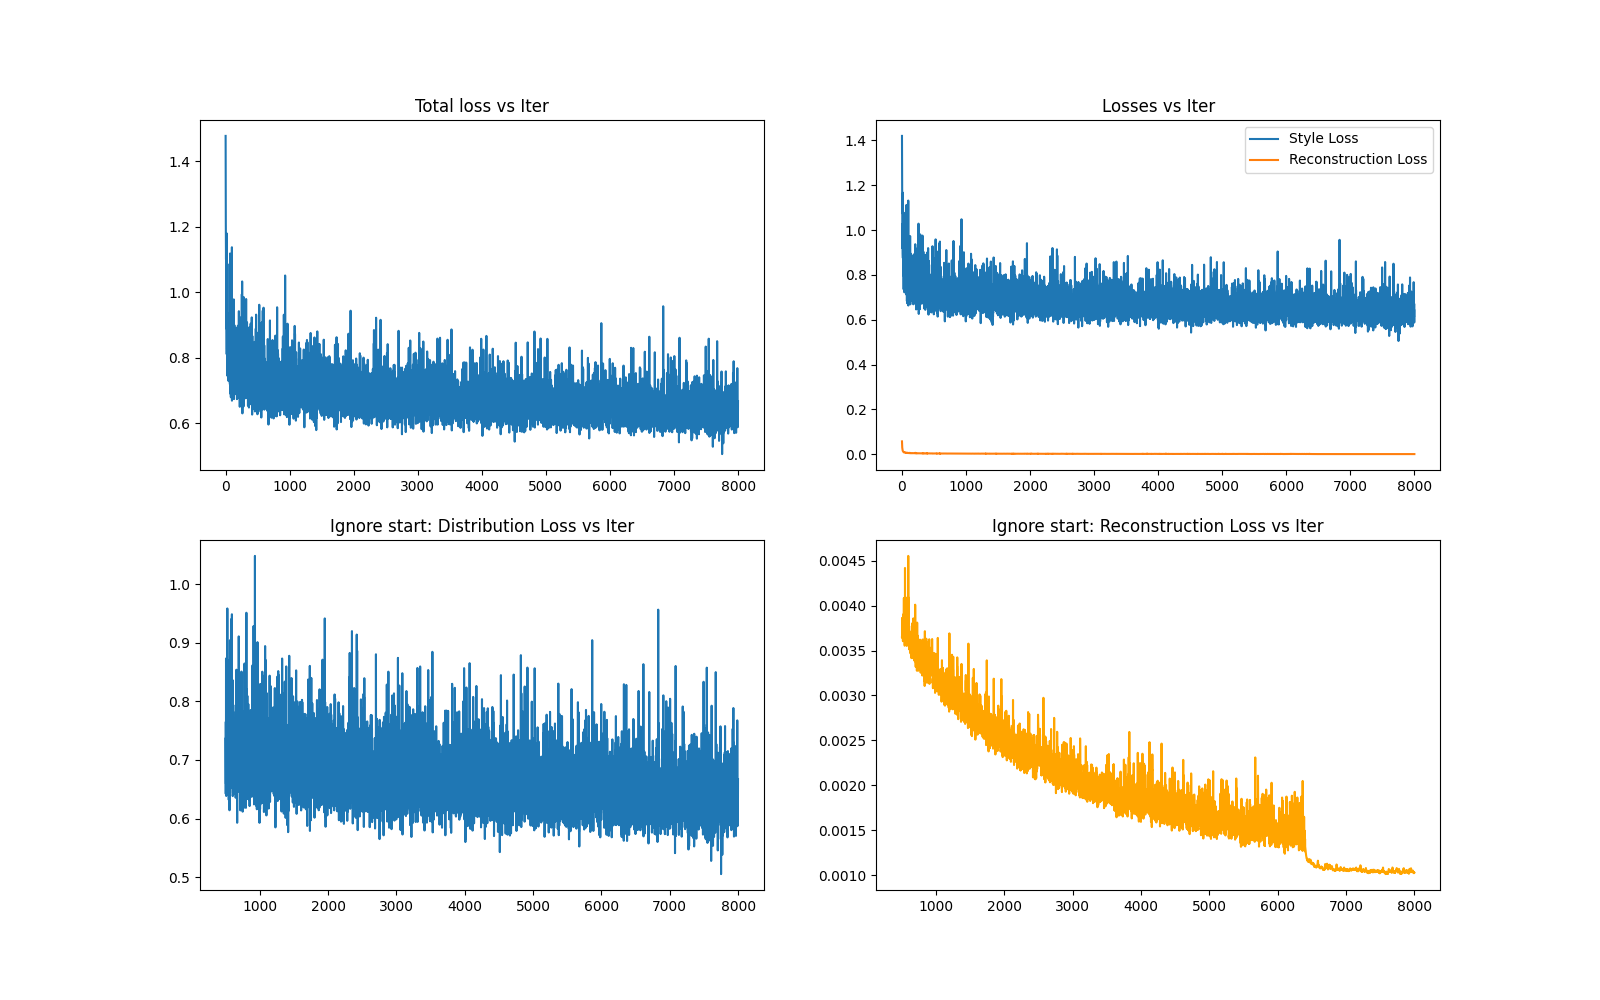 Total loss vs Iter
1.4
1.2
1.0
0.8
0.6
0 1000 2000 3000 4000 5000 6000 7000 8000
Losses vs Iter
Style Loss
Reconstruction Loss
1.4
1.2
1.0
0.8
0.6
0.4
0.2
0.0
0 1000 2000 3000 4000 5000 6000 7000 8000
Ignore start: Distribution Loss vs Iter
1.0
0.9
0.8
0.7
0.6
0.5
1000 2000 3000 4000 5000 6000 7000 8000
Ignore start: Reconstruction Loss vs Iter
0.0045
0.0040
0.0035
0.0030
0.0025
0.0020
0.0015
0.0010
1000 2000 3000 4000 5000 6000 7000 8000